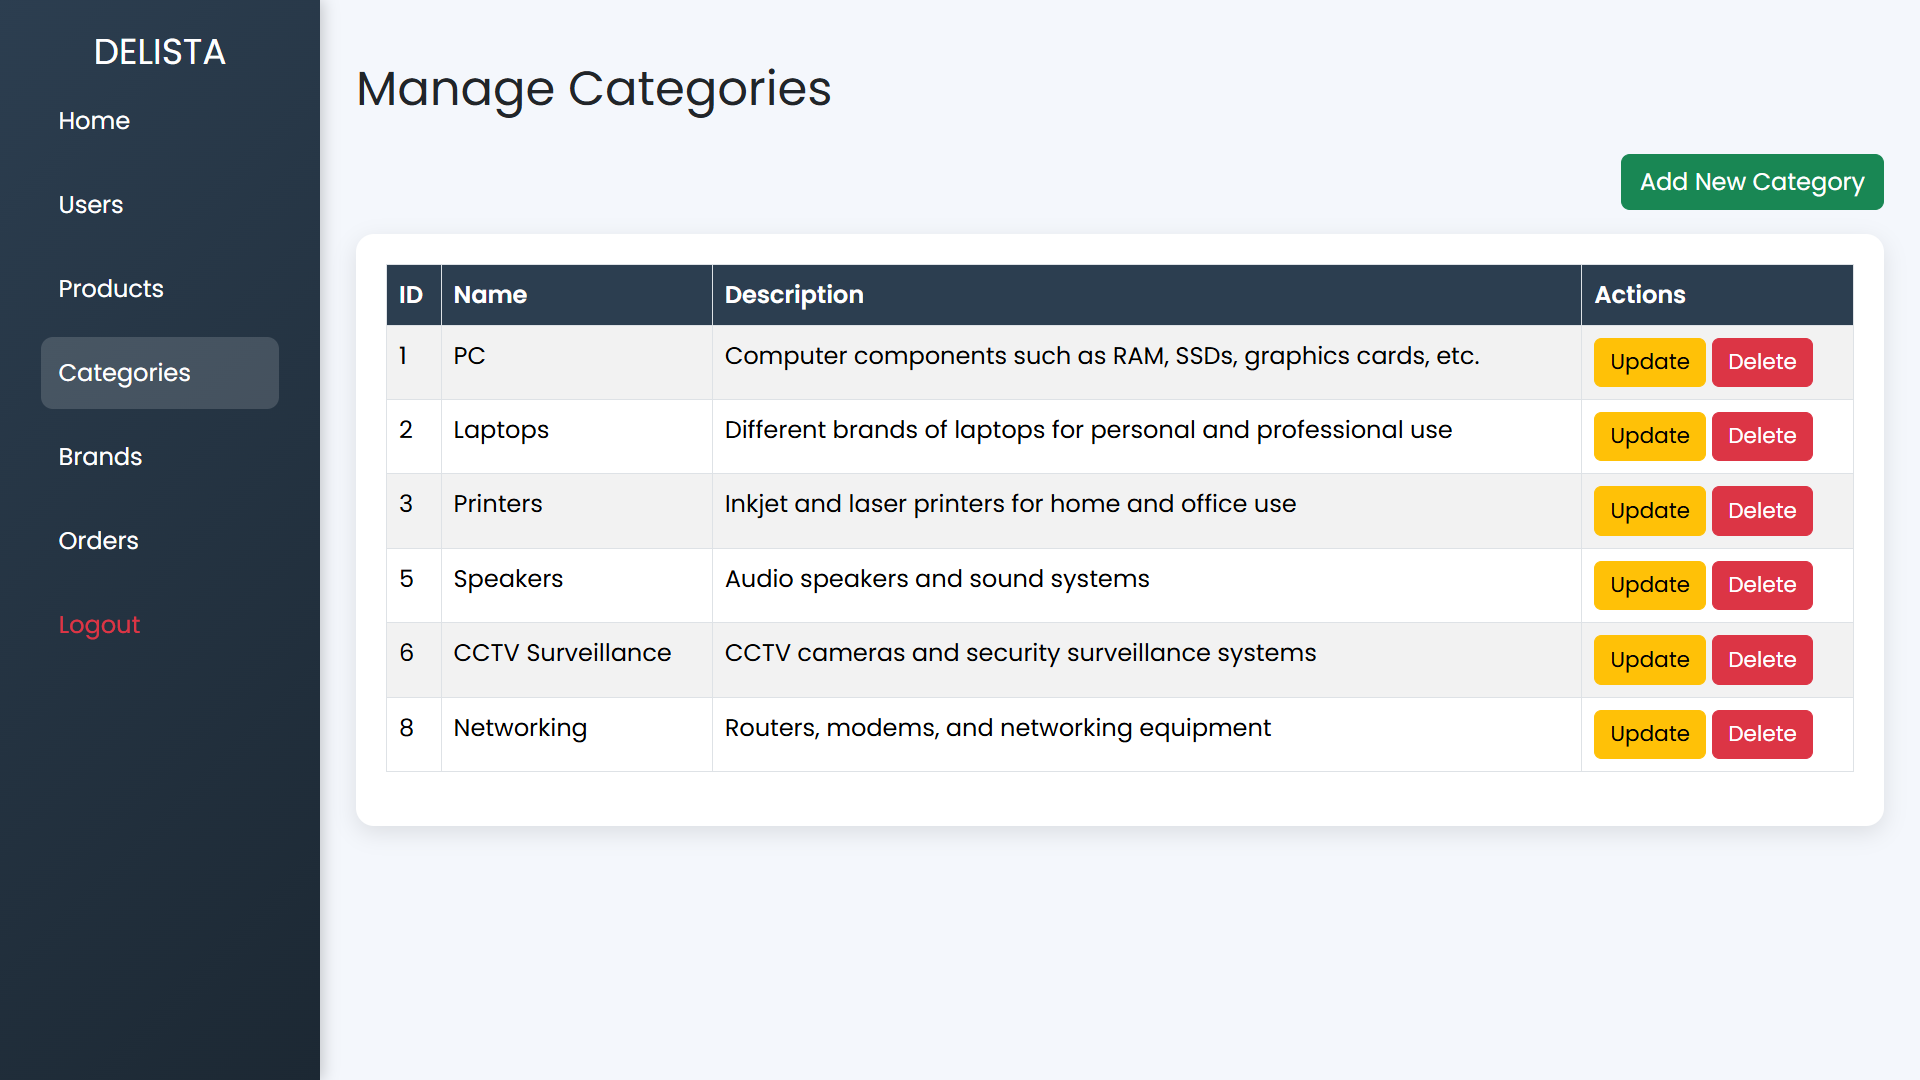 DELISTA
Home
Users
Products
Categories
Brands
Orders
Logout
Manage Categories
Add New Category
ID Name Description Actions
1 PC Computer components such as RAM, SSDs, graphics cards, etc. Update Delete
2 Laptops Different brands of laptops for personal and professional use Update Delete
3 Printers Inkjet and laser printers for home and office use Update Delete
5 Speakers Audio speakers and sound systems Update Delete
6 CCTV Surveillance CCTV cameras and security surveillance systems Update Delete
8 Networking Routers, modems, and networking equipment Update Delete